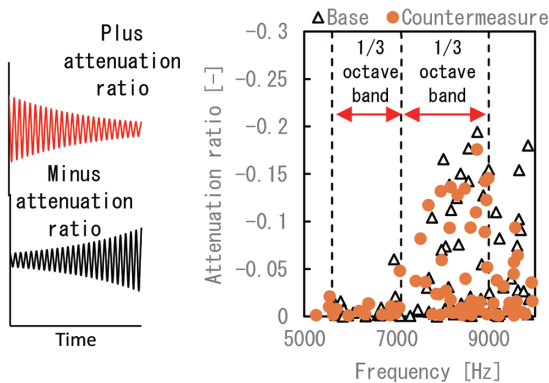 Plus
attenuation
ratio
Minus
attenuation
ratio
Time
Base
Countermeasure
Attenuation ratio [-]
-0.3
-0.25
-0.2
-0.15
-0.1
-0.05
0
1/3
octave
band
1/3
octave
band
5000
7000
9000
Frequency [Hz]